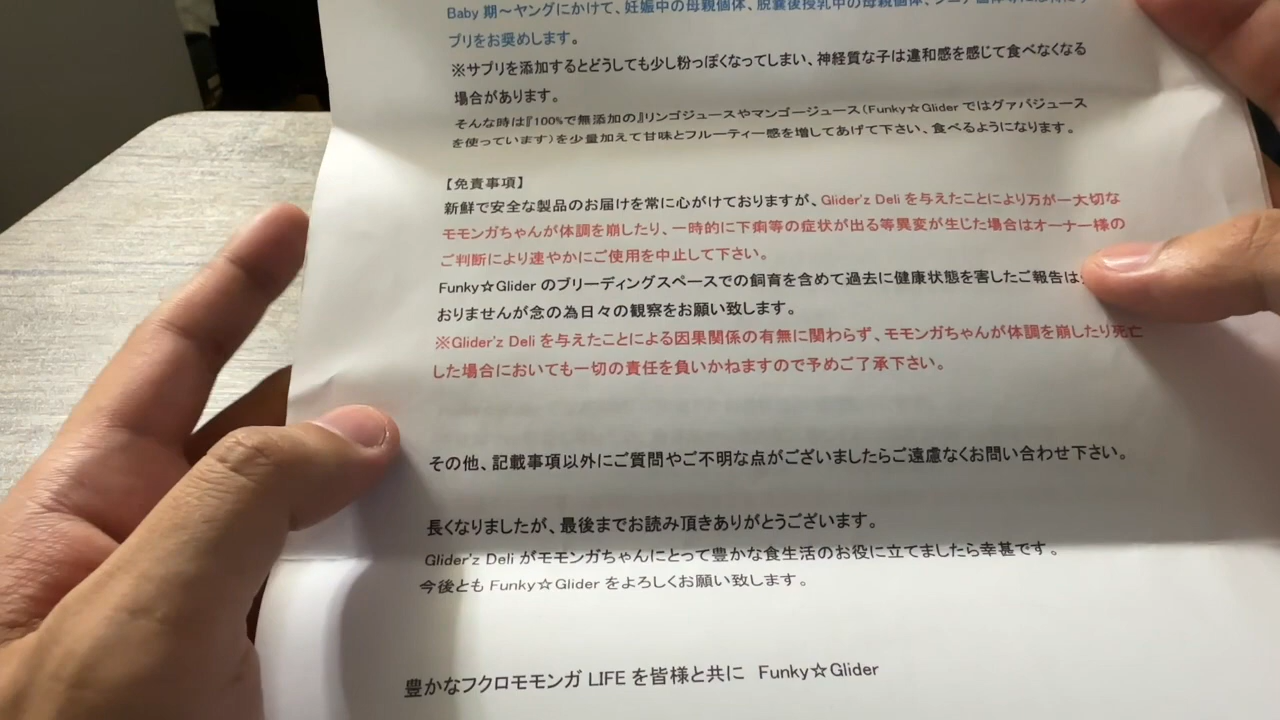 Baby 期～ヤングにかけて、妊娠中の母親個体、脱嚢後授乳中の母親個体、
プリをお奨めします。
※サプリを添加するとどうしても少し粉っぽくなってしまい、神経質な子は違和感を感じて食べなくなる
場合があります。
そんな時は『100%で無添加の』リンゴジュースやマンゴージュース（Funky☆Glider ではグァバジュース
を使っています）を少量加えて甘味とフルーティー感を増してあげて下さい、食べるようになります。
【免責事項】
新鮮で安全な製品のお届けを常に心がけておりますが、Glider'z Deli を与えたことにより万が一大切な
モモンガちゃんが体調を崩したり、一時的に下痢等の症状が出る等異変が生じた場合はオーナー様の
ご判断により速やかにご使用を中止して下さい。
Funky☆Glider のブリーディングスペースでの飼育を含めて過去に健康状態を害したご報告は
おりませんが念の為日々の観察をお願い致します。
※Glider'z Deli を与えたことによる因果関係の有無に関わらず、モモンガちゃんが体調を崩したり死亡
した場合においても一切の責任を負いかねますので予めご了承下さい。
その他、記載事項以外にご質問やご不明な点がございましたらご遠慮なくお問い合わせ下さい。
長くなりましたが、最後までお読み頂きありがとうございます。
Glider'z Deli がモモンガちゃんにとって豊かな食生活のお役に立てましたら幸甚です。
今後とも Funky☆Glider をよろしくお願い致します。
豊かなフクロモモンガ LIFE を皆様と共に Funky☆Glider